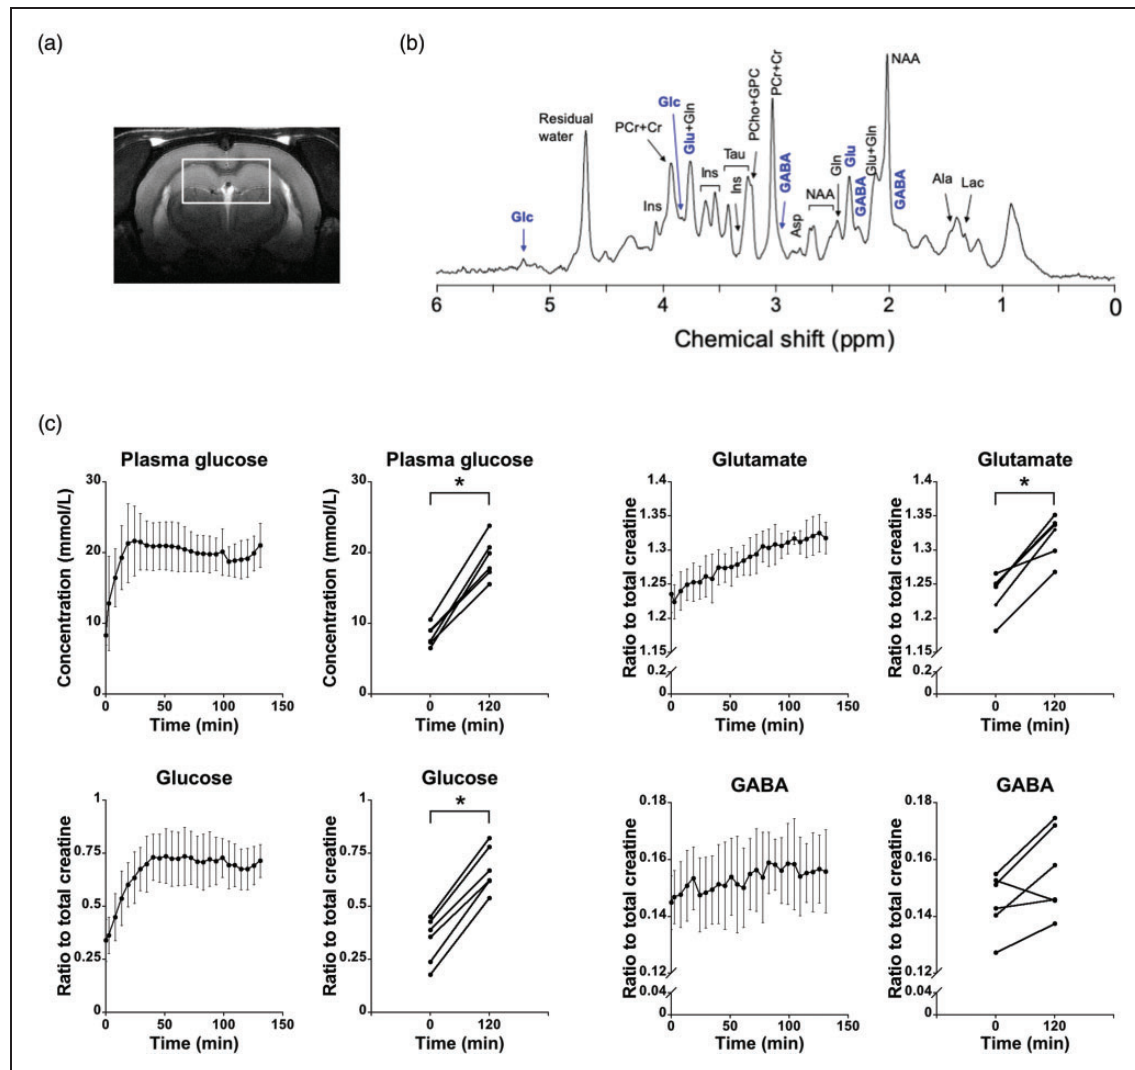 (a)
(b)
Residual
water
Glc
PCr+Cr
Ins
Glc
Glu+Gln
Ins
Tau
Ins
PCho+GPC
PCr+Cr
GABA
Asp
NAA
Gln
Glu
GABA
Glu+Gln
NAA
GABA
Ala
Lac
6 5 4 3 2 1 0
Chemical shift (ppm)
(c)
Plasma glucose
Concentration (mmol/L)
30
20
10
0
0 50 100 150
Time (min)
Plasma glucose
*
Concentration (mmol/L)
30
20
10
0
0 120
Time (min)
Glutamate
Ratio to total creatine
1.4
1.35
1.3
1.25
1.2
1.15
0.2
0
0 50 100 150
Time (min)
Glutamate
*
Ratio to total creatine
1.4
1.35
1.3
1.25
1.2
1.15
0.2
0
0 120
Time (min)
Glucose
Ratio to total creatine
1
0.75
0.5
0.25
0
0 50 100 150
Time (min)
Glucose
*
Ratio to total creatine
1
0.75
0.5
0.25
0
0 120
Time (min)
GABA
Ratio to total creatine
0.18
0.16
0.14
0.12
0.04
0
0 50 100 150
Time (min)
GABA
Ratio to total creatine
0.18
0.16
0.14
0.12
0.04
0
0 120
Time (min)